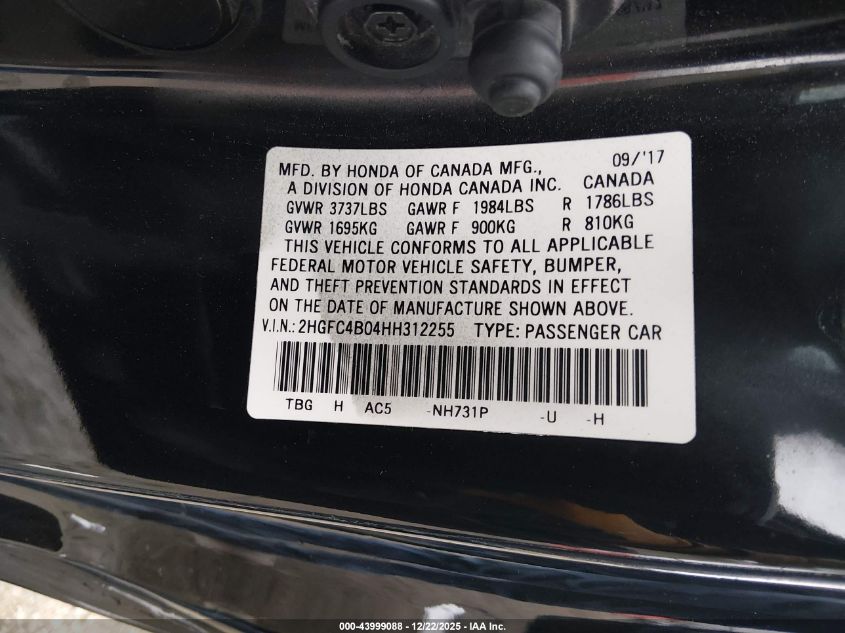 MFD. BY HONDA OF CANADA MFG., 09/'17
A DIVISION OF HONDA CANADA INC. CANADA
GVWR 3737LBS GAWR F 1984LBS R 1786LBS
GVWR 1695KG GAWR F 900KG R 810KG
THIS VEHICLE CONFORMS TO ALL APPLICABLE
FEDERAL MOTOR VEHICLE SAFETY, BUMPER,
AND THEFT PREVENTION STANDARDS IN EFFECT
ON THE DATE OF MANUFACTURE SHOWN ABOVE.
V.I.N.: 2HGFC4B04HH312255 TYPE: PASSENGER CAR
TBG H AC5 -NH731P -U -H
000-43999088 - 12/22/2025 - IAA Inc.